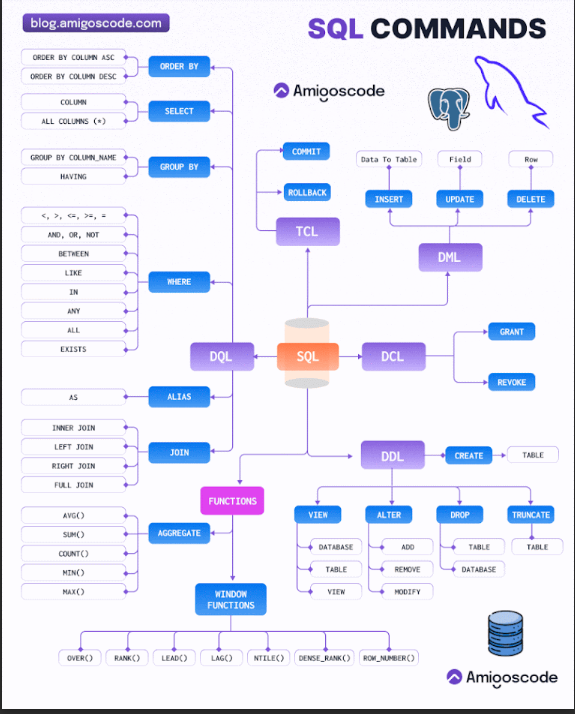 blog.amigoscode.com
SQL COMMANDS
Amigoscode
ORDER BY COLUMN ASC
ORDER BY COLUMN DESC
ORDER BY
COLUMN
ALL COLUMNS (*)
SELECT
GROUP BY COLUMN_NAME
HAVING
GROUP BY
<, >, <=, >=, =
AND, OR, NOT
BETWEEN
LIKE
IN
ANY
ALL
EXISTS
WHERE
AS
ALIAS
INNER JOIN
LEFT JOIN
RIGHT JOIN
FULL JOIN
JOIN
DQL
SQL
COMMIT
ROLLBACK
TCL
Data To Table
Field
Row
INSERT
UPDATE
DELETE
DML
DCL
GRANT
REVOKE
DDL
CREATE
TABLE
VIEW
ALTER
DROP
TRUNCATE
DATABASE
TABLE
VIEW
ADD
REMOVE
MODIFY
TABLE
DATABASE
TABLE
FUNCTIONS
AVG()
SUM()
COUNT()
MIN()
MAX()
AGGREGATE
WINDOW
FUNCTIONS
OVER()
RANK()
LEAD()
LAG()
NTILE()
DENSE_RANK()
ROW_NUMBER()
Amigoscode